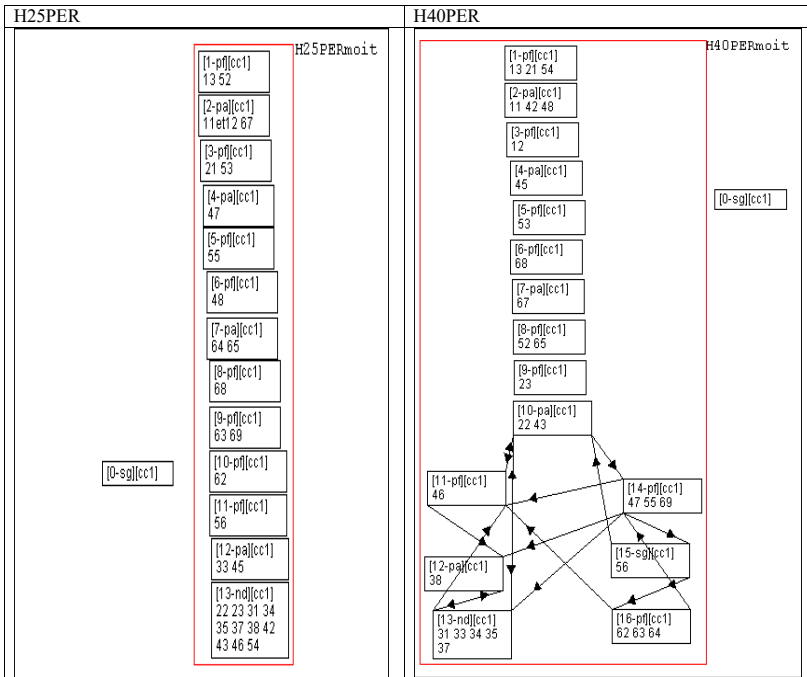 H25PER
H40PER
H25PERmoit
[1-pf][cc1]
13 52
[2-pa][cc1]
11et12 67
[3-pf][cc1]
21 53
[4-pa][cc1]
47
[5-pf][cc1]
55
[6-pf][cc1]
48
[7-pa][cc1]
64 65
[8-pf][cc1]
68
[9-pf][cc1]
63 69
[0-sg][cc1]
[10-pf][cc1]
62
[11-pf][cc1]
56
[12-pa][cc1]
33 45
[13-nd][cc1]
22 23 31 34
35 37 38 42
43 46 54
H40PERmoit
[1-pf][cc1]
13 21 54
[2-pa][cc1]
11 42 48
[3-pf][cc1]
12
[4-pa][cc1]
45
[0-sg][cc1]
[5-pf][cc1]
53
[6-pf][cc1]
68
[7-pa][cc1]
67
[8-pf][cc1]
52 65
[9-pf][cc1]
23
[10-pa][cc1]
22 43
[11-pf][cc1]
46
[14-pf][cc1]
47 55 69
[12-pa][cc1]
38
[15-sg][cc1]
56
[13-nd][cc1]
31 33 34 35
37
[16-pf][cc1]
62 63 64